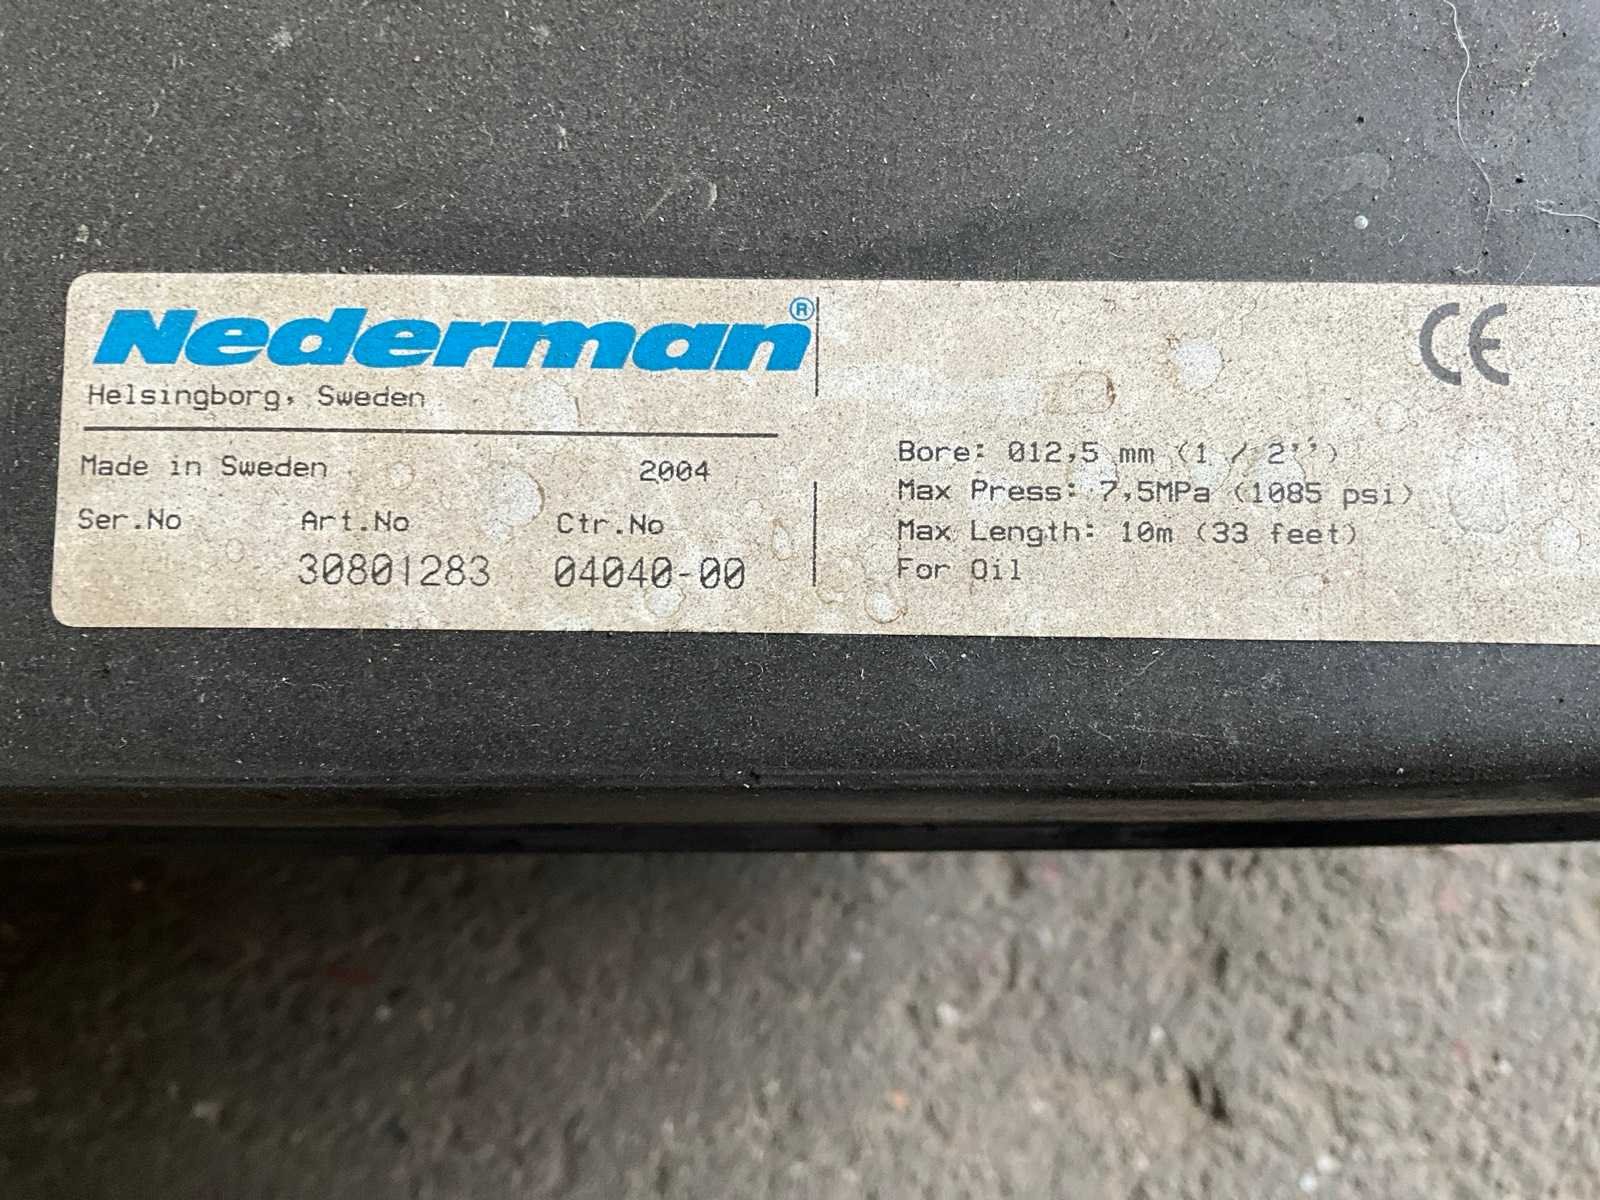 Nederman®
Helsingborg, Sweden
Made in Sweden 2004
Ser.No Art.No Ctr.No
30801283 04040-00
CE
Bore: Ø12,5 mm (1 / 2'')
Max Press: 7,5MPa (1085 psi)
Max Length: 10m (33 feet)
For Oil